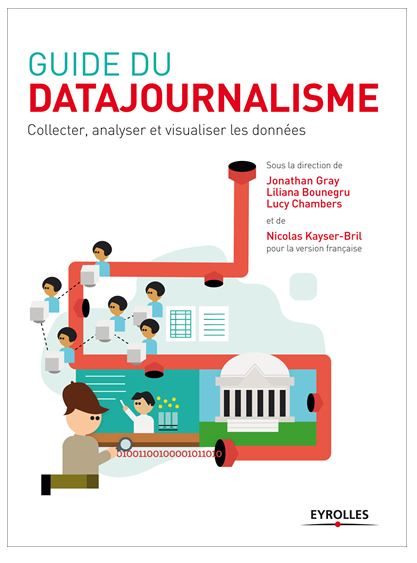 GUIDE DU
DATAJOURNALISME
Collecter, analyser et visualiser les données
Sous la direction de
Jonathan Gray
Liliana Bounegru
Lucy Chambers
et de
Nicolas Kayser-Bril
pour la version française
01001100100001011010
EYROLLES